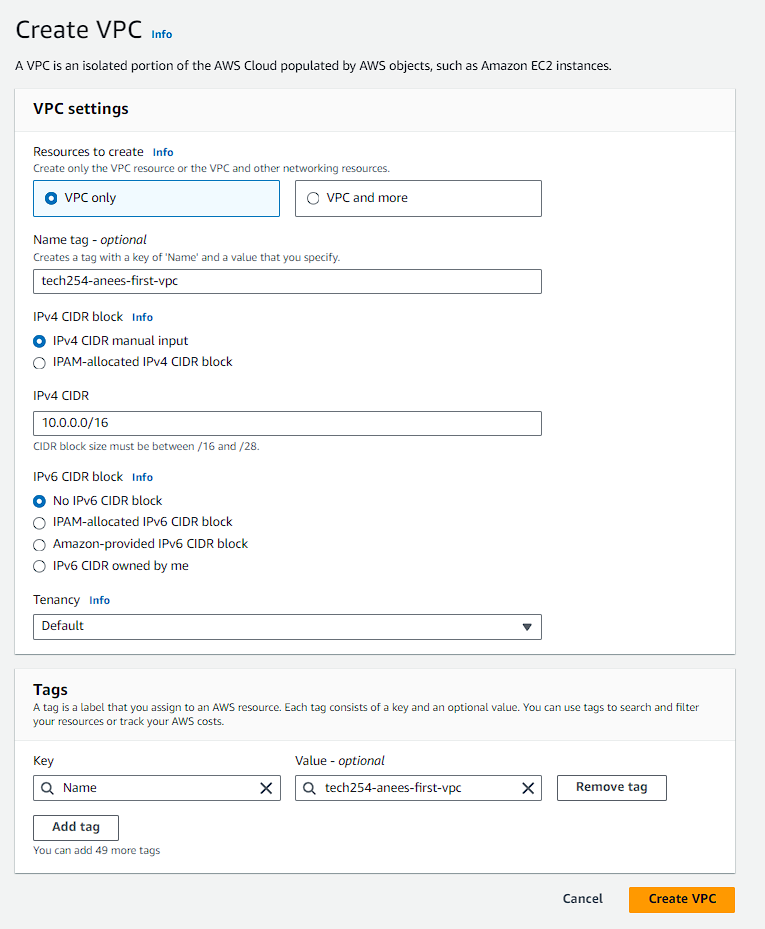 Create VPC Info
A VPC is an isolated portion of the AWS Cloud populated by AWS objects, such as Amazon EC2 instances.
VPC settings
Resources to create Info
Create only the VPC resource or the VPC and other networking resources.
VPC only
VPC and more
Name tag - optional
Creates a tag with a key of 'Name' and a value that you specify.
tech254-anees-first-vpc
IPv4 CIDR block Info
IPv4 CIDR manual input
IPAM-allocated IPv4 CIDR block
IPv4 CIDR
10.0.0.0/16
CIDR block size must be between /16 and /28.
IPv6 CIDR block Info
No IPv6 CIDR block
IPAM-allocated IPv6 CIDR block
Amazon-provided IPv6 CIDR block
IPv6 CIDR owned by me
Tenancy Info
Default
Tags
A tag is a label that you assign to an AWS resource. Each tag consists of a key and an optional value. You can use tags to search and filter
your resources or track your AWS costs.
Key
Value - optional
Name
tech254-anees-first-vpc
Remove tag
Add tag
You can add 49 more tags
Cancel
Create VPC